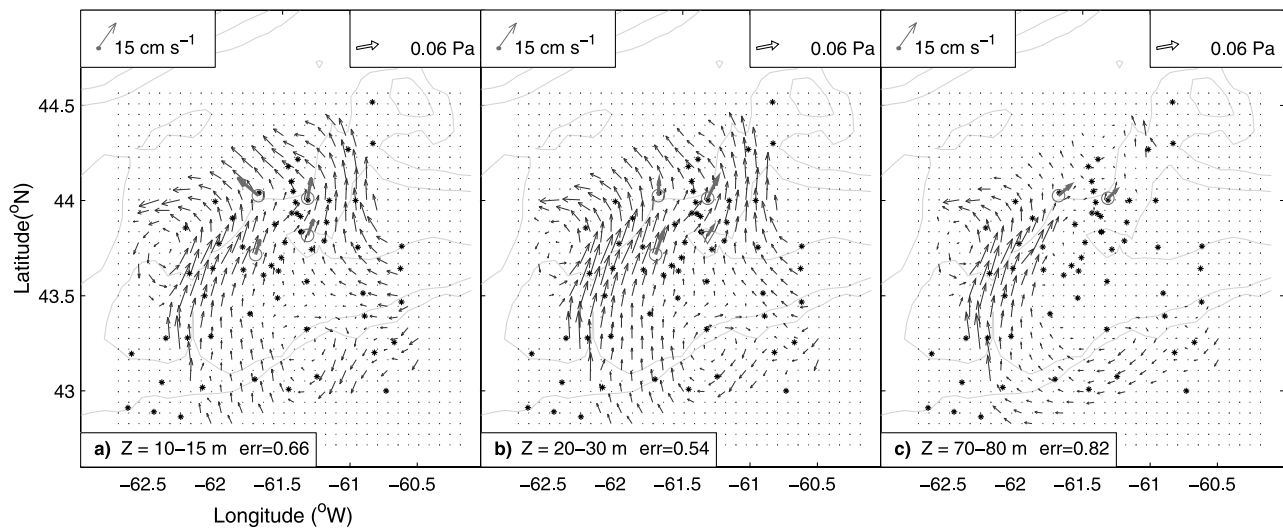 15 cm s⁻¹ 0.06 Pa 15 cm s⁻¹ 0.06 Pa 15 cm s⁻¹ 0.06 Pa
44.5
44
43.5
43
Latitude(°N)
a) Z = 10−15 m err=0.66 b) Z = 20−30 m err=0.54 c) Z = 70−80 m err=0.82
−62.5 −62 −61.5 −61 −60.5 −62.5 −62 −61.5 −61 −60.5 −62.5 −62 −61.5 −61 −60.5
Longitude (°W)